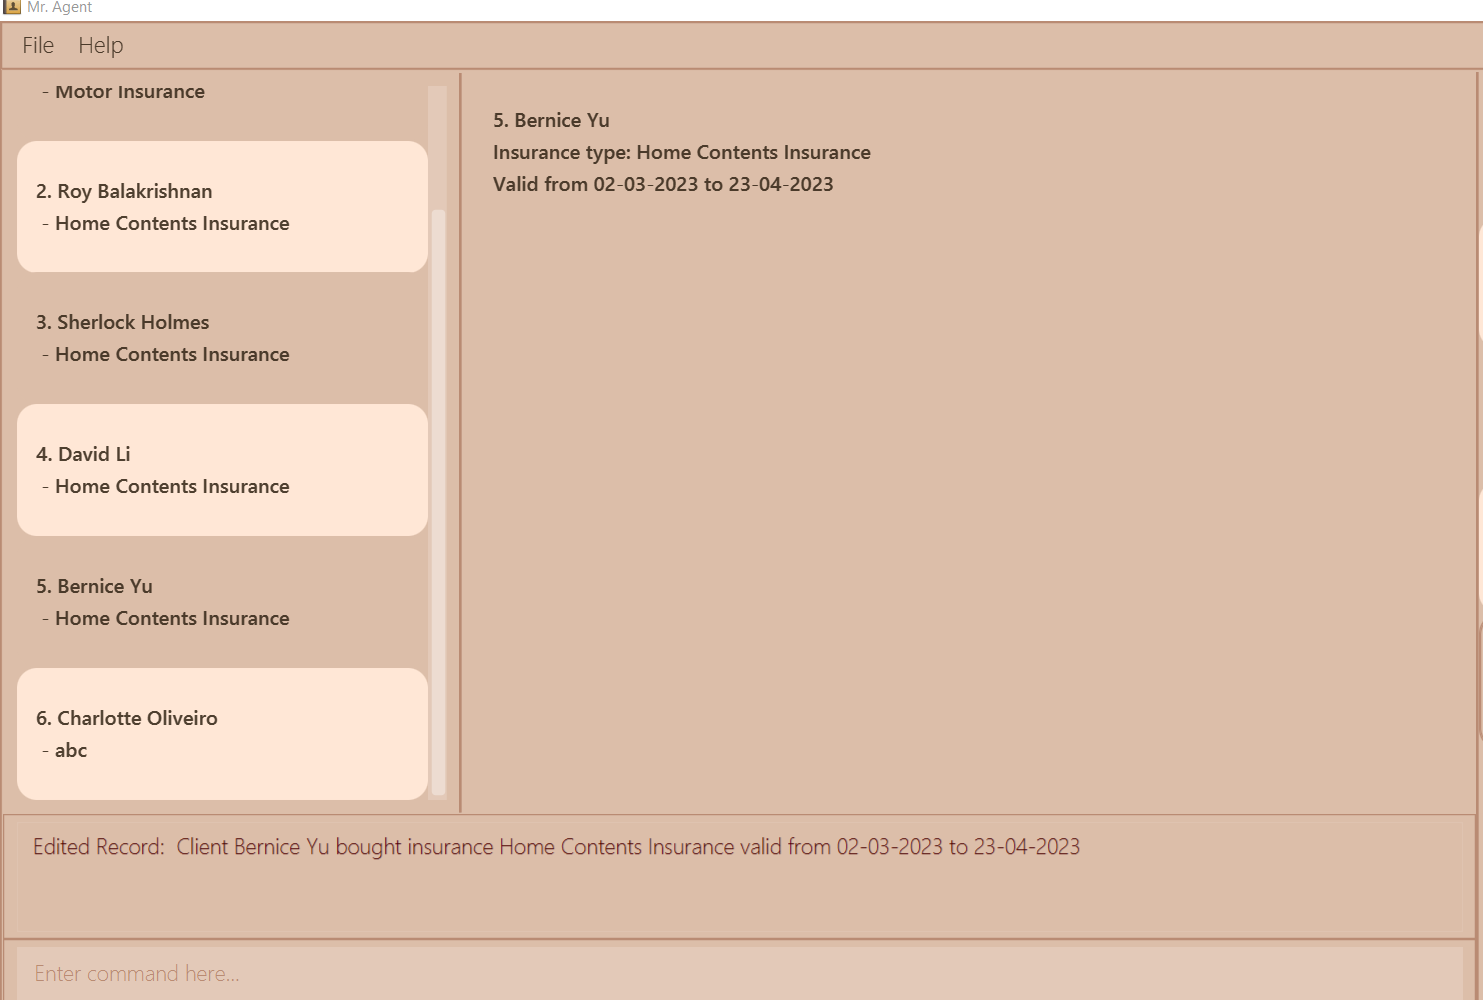 Mr. Agent
File Help
- Motor Insurance
2. Roy Balakrishnan
- Home Contents Insurance
3. Sherlock Holmes
- Home Contents Insurance
4. David Li
- Home Contents Insurance
5. Bernice Yu
- Home Contents Insurance
6. Charlotte Oliveiro
- abc
5. Bernice Yu
Insurance type: Home Contents Insurance
Valid from 02-03-2023 to 23-04-2023
Edited Record:  Client Bernice Yu bought insurance Home Contents Insurance valid from 02-03-2023 to 23-04-2023
Enter command here...